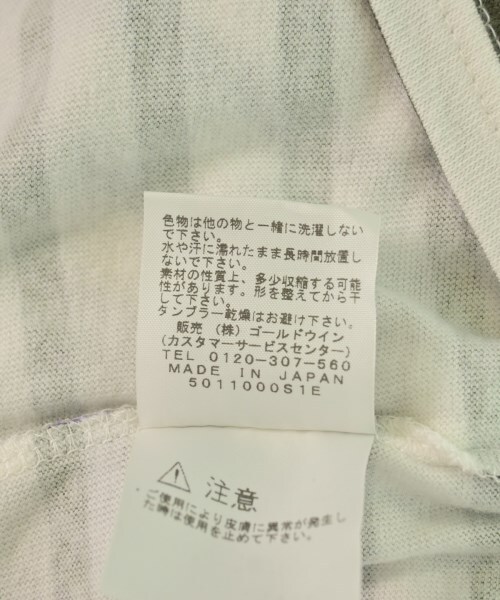 色物は他の物と一緒に洗濯しない
で下さい。
水や汗に濡れたまま長時間放置し
ないで下さい。
素材の性質上、多少収縮する可能
性があります。形を整えてから干
して下さい。
タンブラー乾燥はお避け下さい。
販売 (株) ゴールドウイン
(カスタマーサービスセンター)
TEL 0120-307-560
MADE IN JAPAN
5011000S1E
注意
ご使用により皮膚に異常が発生し
た時は使用を止めて下さい。